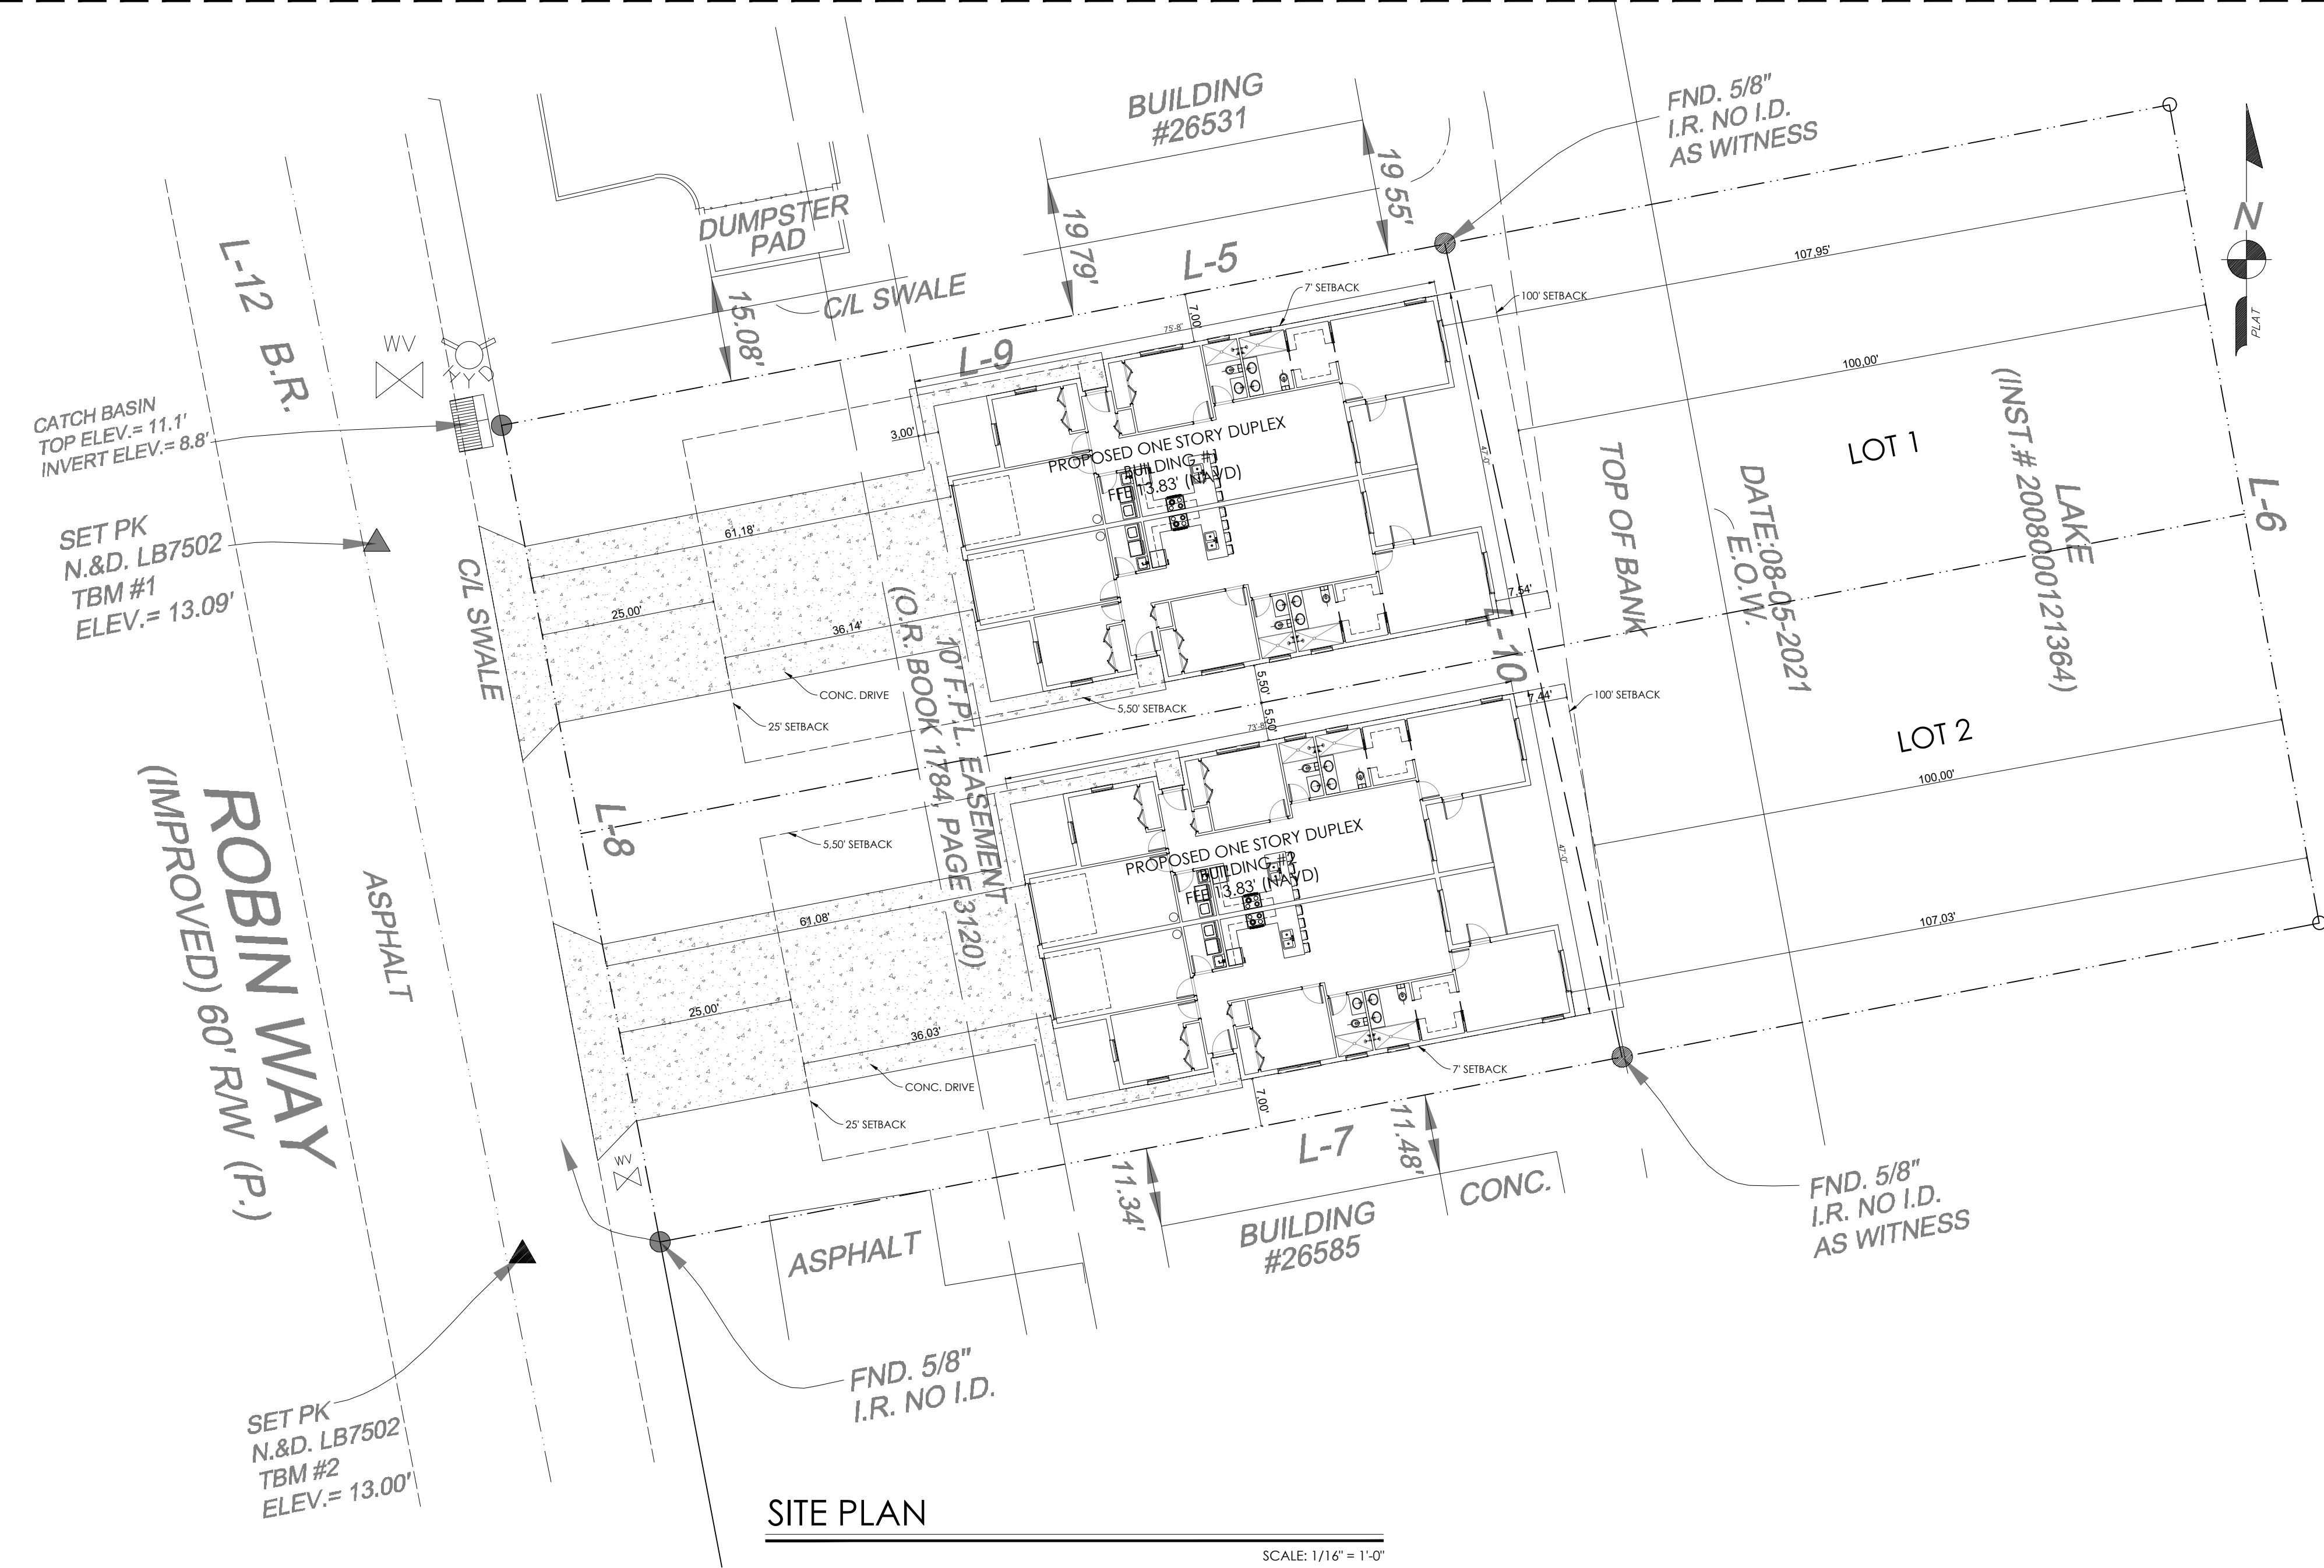 BUILDING
#26531
FND. 5/8"
I.R. NO I.D.
AS WITNESS
19 55'
19 79'
L-5
107.95'
N
PLAT
DUMPSTER
PAD
C/L SWALE
15.08'
L-12 B.R.
WV
7' SETBACK
100' SETBACK
7.00'
75'-8'
L-9
100.00'
CATCH BASIN
TOP ELEV.= 11.1'
INVERT ELEV.= 8.8'
3.00'
PROPOSED ONE STORY DUPLEX
BUILDING #1
FFE 13.83' (NAVD)
47'-0"
LOT 1
LAKE
(INST.# 2008000121364)
L-6
SET PK
N.&D. LB7502
TBM #1
ELEV.= 13.09'
C/L SWALE
61.18'
25.00'
36.14'
TOP OF BANK
DATE:08-05-2021
E.O.W.
7.54'
L-10
CONC. DRIVE
25' SETBACK
10' F.P.L. EASEMENT
(O.R. BOOK 1784, PAGE 3120)
5.50' SETBACK
5.50'
5.50'
73'-8"
7.44'
100' SETBACK
LOT 2
100.00'
ROBIN WAY
(IMPROVED) 60' R/W (P.)
ASPHALT
L-8
5.50' SETBACK
PROPOSED ONE STORY DUPLEX
BUILDING #2
FFE 13.83' (NAVD)
47'-0"
61.08'
107.03'
25.00'
36.03'
CONC. DRIVE
25' SETBACK
7' SETBACK
7.00'
WV
L-7
11.48'
11.34'
CONC.
BUILDING
#26585
ASPHALT
FND. 5/8"
I.R. NO I.D.
AS WITNESS
FND. 5/8"
I.R. NO I.D.
SET PK
N.&D. LB7502
TBM #2
ELEV.= 13.00'
SITE PLAN
SCALE: 1/16" = 1'-0"